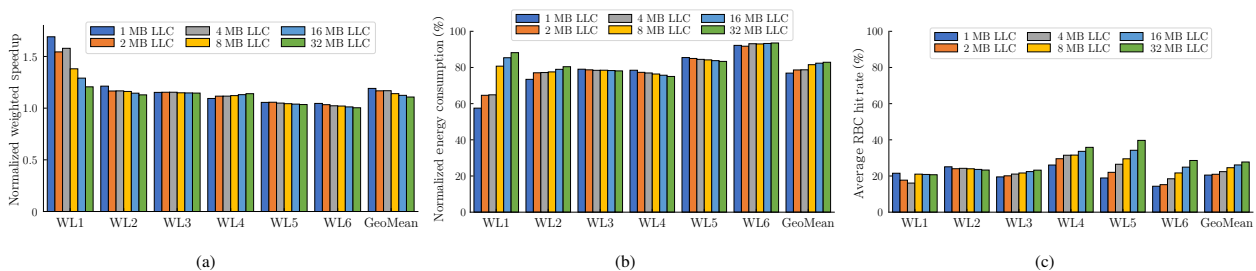 Normalized weighted speedup
1 MB LLC 4 MB LLC 16 MB LLC
2 MB LLC 8 MB LLC 32 MB LLC
1.5
1.0
0.5
0
WL1 WL2 WL3 WL4 WL5 WL6 GeoMean
(a)
Normalized energy consumption (%)
1 MB LLC 4 MB LLC 16 MB LLC
2 MB LLC 8 MB LLC 32 MB LLC
100
80
60
40
20
0
WL1 WL2 WL3 WL4 WL5 WL6 GeoMean
(b)
Average RBC hit rate (%)
1 MB LLC 4 MB LLC 16 MB LLC
2 MB LLC 8 MB LLC 32 MB LLC
100
80
60
40
20
0
WL1 WL2 WL3 WL4 WL5 WL6 GeoMean
(c)